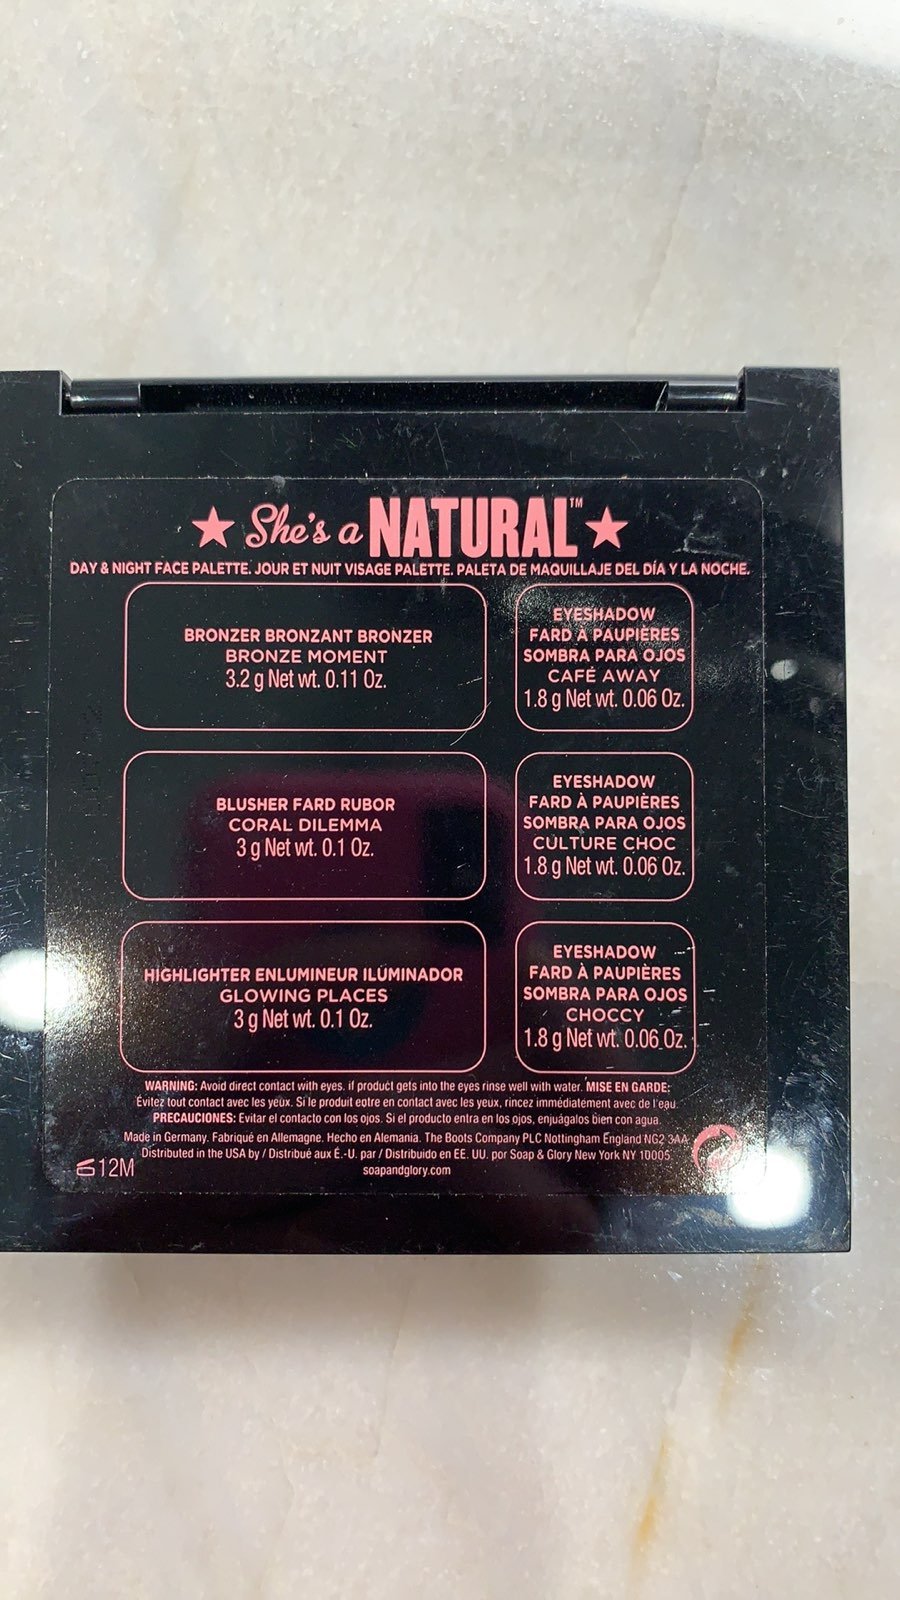 She's a NATURAL™
DAY & NIGHT FACE PALETTE. JOUR ET NUIT VISAGE PALETTE. PALETA DE MAQUILLAJE DEL DÍA Y LA NOCHE.
BRONZER BRONZANT BRONZER
BRONZE MOMENT
3.2 g Net wt. 0.11 Oz.
EYESHADOW
FARD À PAUPIÈRES
SOMBRA PARA OJOS
CAFÉ AWAY
1.8 g Net wt. 0.06 Oz.
BLUSHER FARD RUBOR
CORAL DILEMMA
3 g Net wt. 0.1 Oz.
EYESHADOW
FARD À PAUPIÈRES
SOMBRA PARA OJOS
CULTURE CHOC
1.8 g Net wt. 0.06 Oz.
HIGHLIGHTER ENLUMINEUR ILUMINADOR
GLOWING PLACES
3 g Net wt. 0.1 Oz.
EYESHADOW
FARD À PAUPIÈRES
SOMBRA PARA OJOS
CHOCCY
1.8 g Net wt. 0.06 Oz.
WARNING: Avoid direct contact with eyes. if product gets into the eyes rinse well with water. MISE EN GARDE:
Évitez tout contact avec les yeux. Si le produit entre en contact avec les yeux, rincez immédiatement avec de l'eau.
PRECAUCIONES: Evitar el contacto con los ojos. Si el producto entra en los ojos, enjuágalos bien con agua.
Made in Germany. Fabriqué en Allemagne. Hecho en Alemania. The Boots Company PLC Nottingham England NG2 3AA
Distributed in the USA by / Distribué aux É.-U. par / Distribuido en EE. UU. por Soap & Glory New York NY 10005.
soapandglory.com
12M